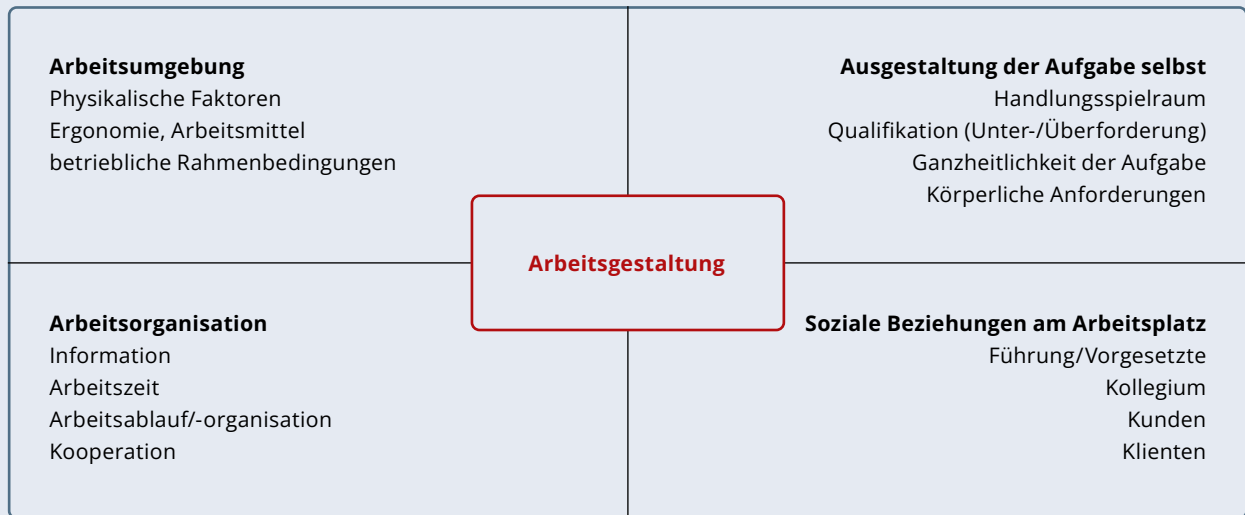 Arbeitsumgebung
Physikalische Faktoren
Ergonomie, Arbeitsmittel
betriebliche Rahmenbedingungen
Ausgestaltung der Aufgabe selbst
Handlungsspielraum
Qualifikation (Unter-/Überforderung)
Ganzheitlichkeit der Aufgabe
Körperliche Anforderungen
Arbeitsgestaltung
Arbeitsorganisation
Information
Arbeitszeit
Arbeitsablauf/-organisation
Kooperation
Soziale Beziehungen am Arbeitsplatz
Führung/Vorgesetzte
Kollegium
Kunden
Klienten